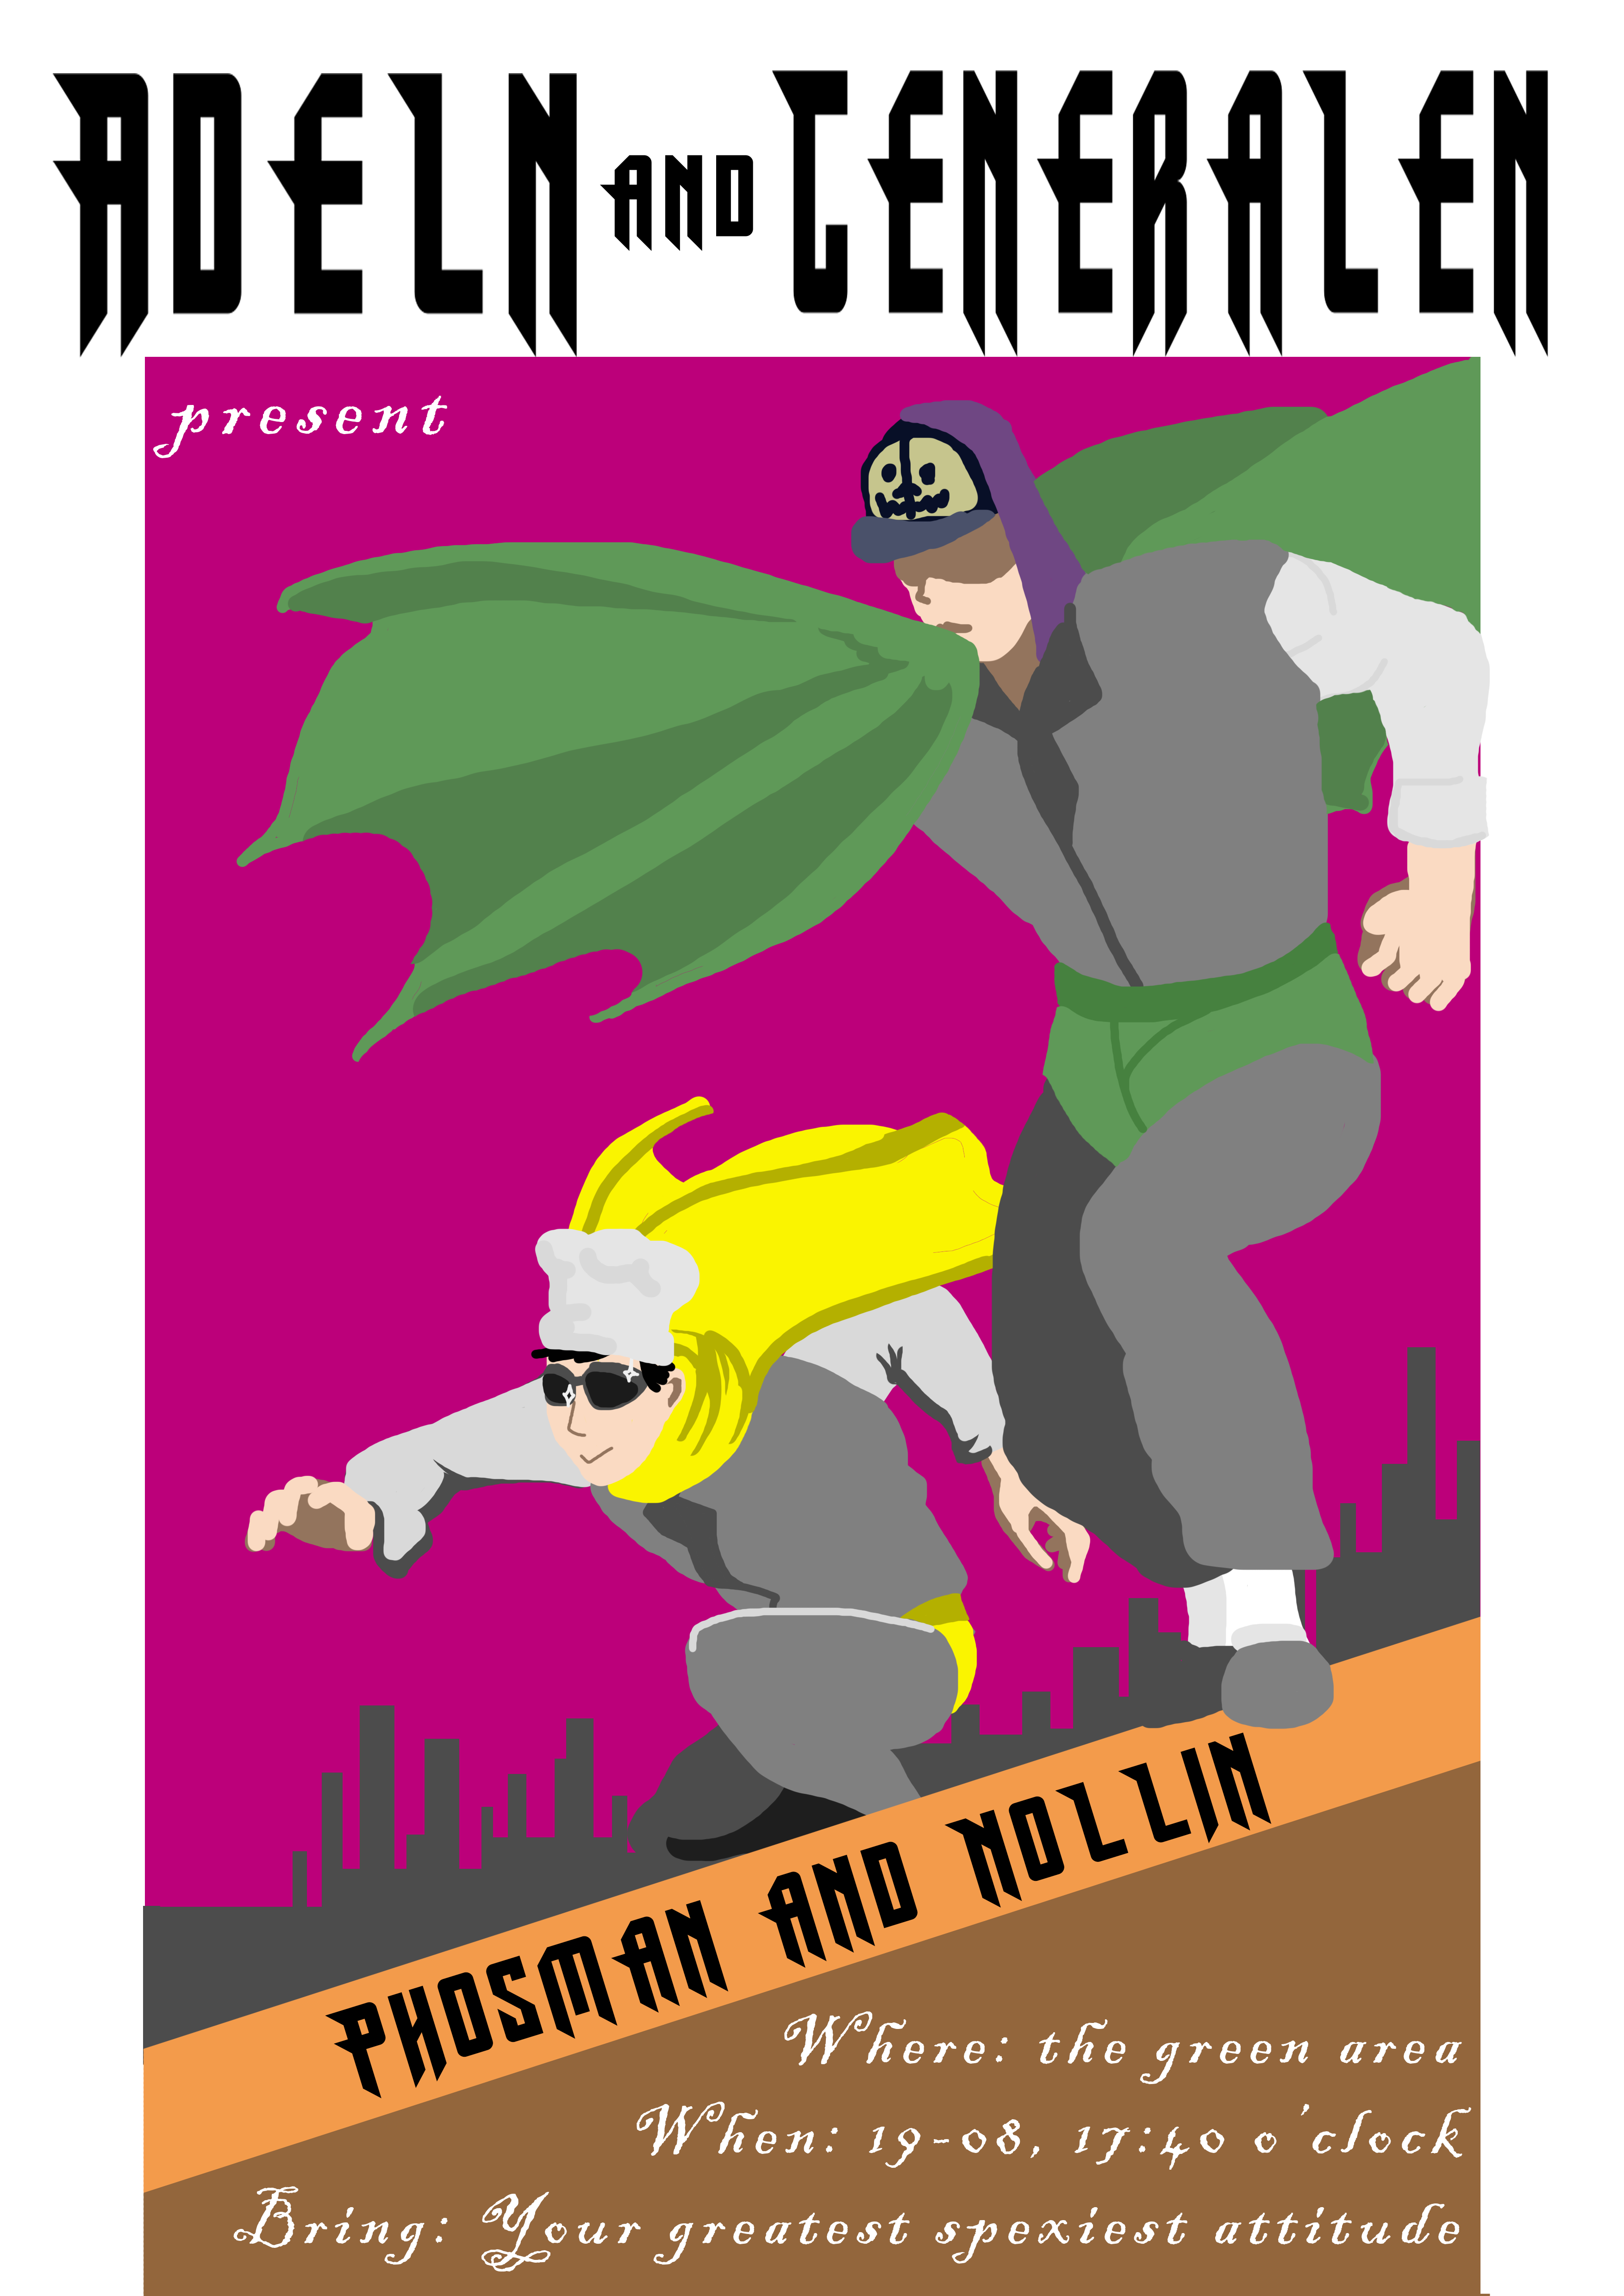 ADELN AND GENERALEN
present
PHOSMAN AND NOLLIN
Where: the green area
When: 19-08, 17:40 o'clock
Bring: Your greatest spexiest attitude